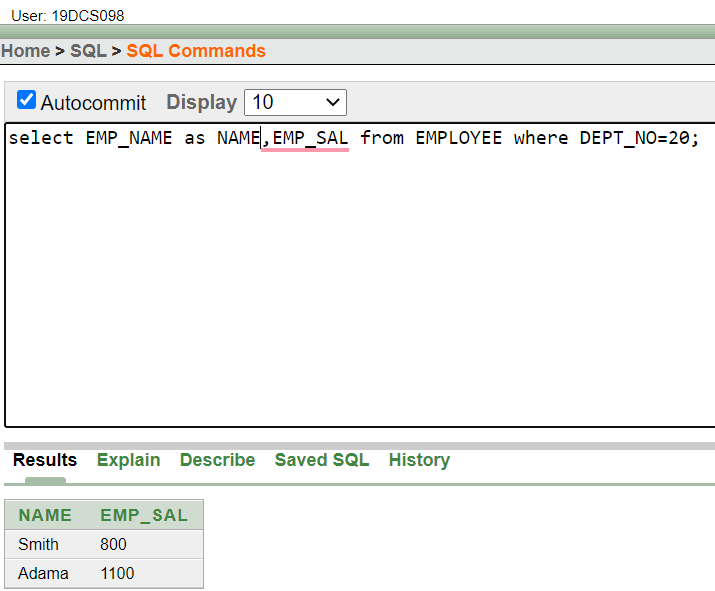 User: 19DCS098
Home > SQL > SQL Commands
Autocommit Display 10
select EMP_NAME as NAME,EMP_SAL from EMPLOYEE where DEPT_NO=20;
Results Explain Describe Saved SQL History
NAME EMP_SAL
Smith 800
Adama 1100